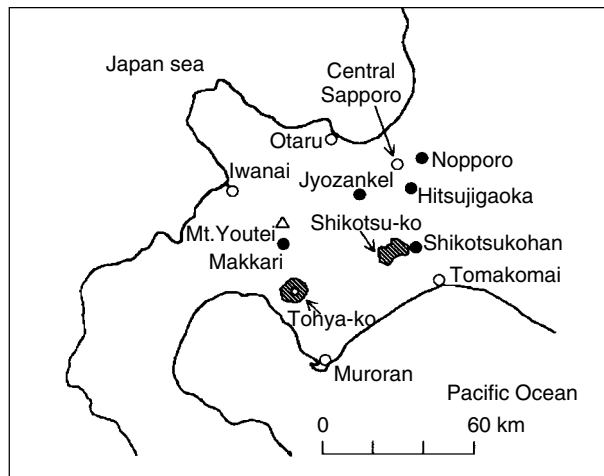 Japan sea
Central
Sapporo
Otaru
Nopporo
Iwanai
Jyozankel
Hitsujigaoka
Shikotsu-ko
Mt.Youtei
Shikotsukohan
Makkari
Tomakomai
Tohya-ko
Muroran
Pacific Ocean
0 60 km